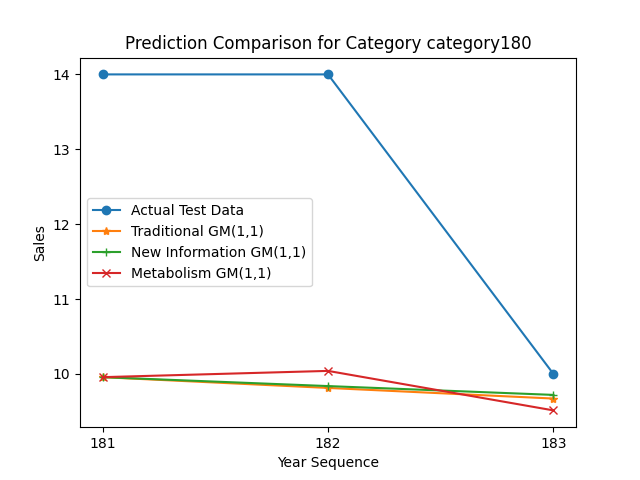 Prediction Comparison for Category category180
14
13
12
11
10
Sales
Actual Test Data
Traditional GM(1,1)
New Information GM(1,1)
Metabolism GM(1,1)
181
182
183
Year Sequence